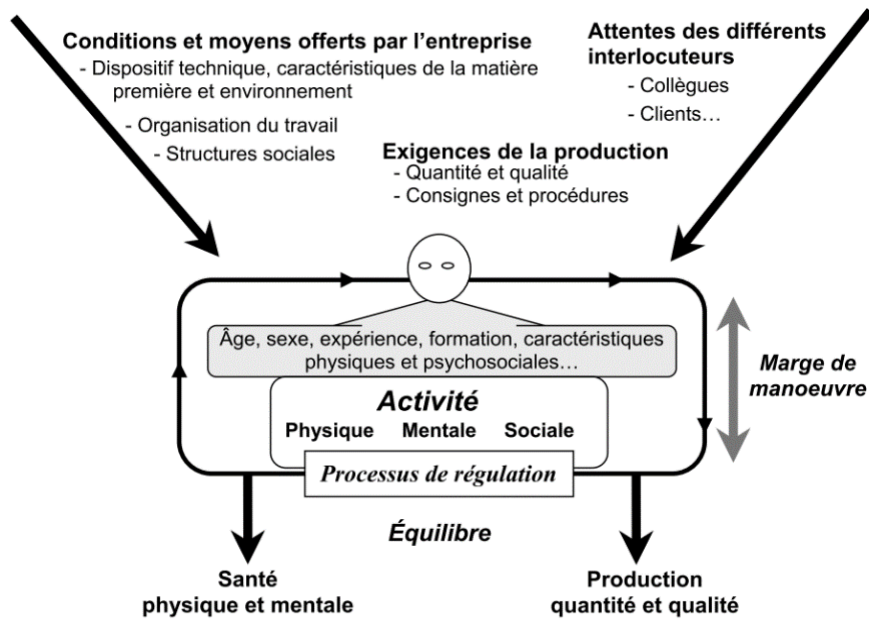 Conditions et moyens offerts par l’entreprise
- Dispositif technique, caractéristiques de la matière
première et environnement
- Organisation du travail
- Structures sociales
Attentes des différents
interlocuteurs
- Collègues
- Clients…
Exigences de la production
- Quantité et qualité
- Consignes et procédures
Âge, sexe, expérience, formation, caractéristiques
physiques et psychosociales…
Activité
Physique Mentale Sociale
Processus de régulation
Marge de
manoeuvre
Équilibre
Santé
physique et mentale
Production
quantité et qualité